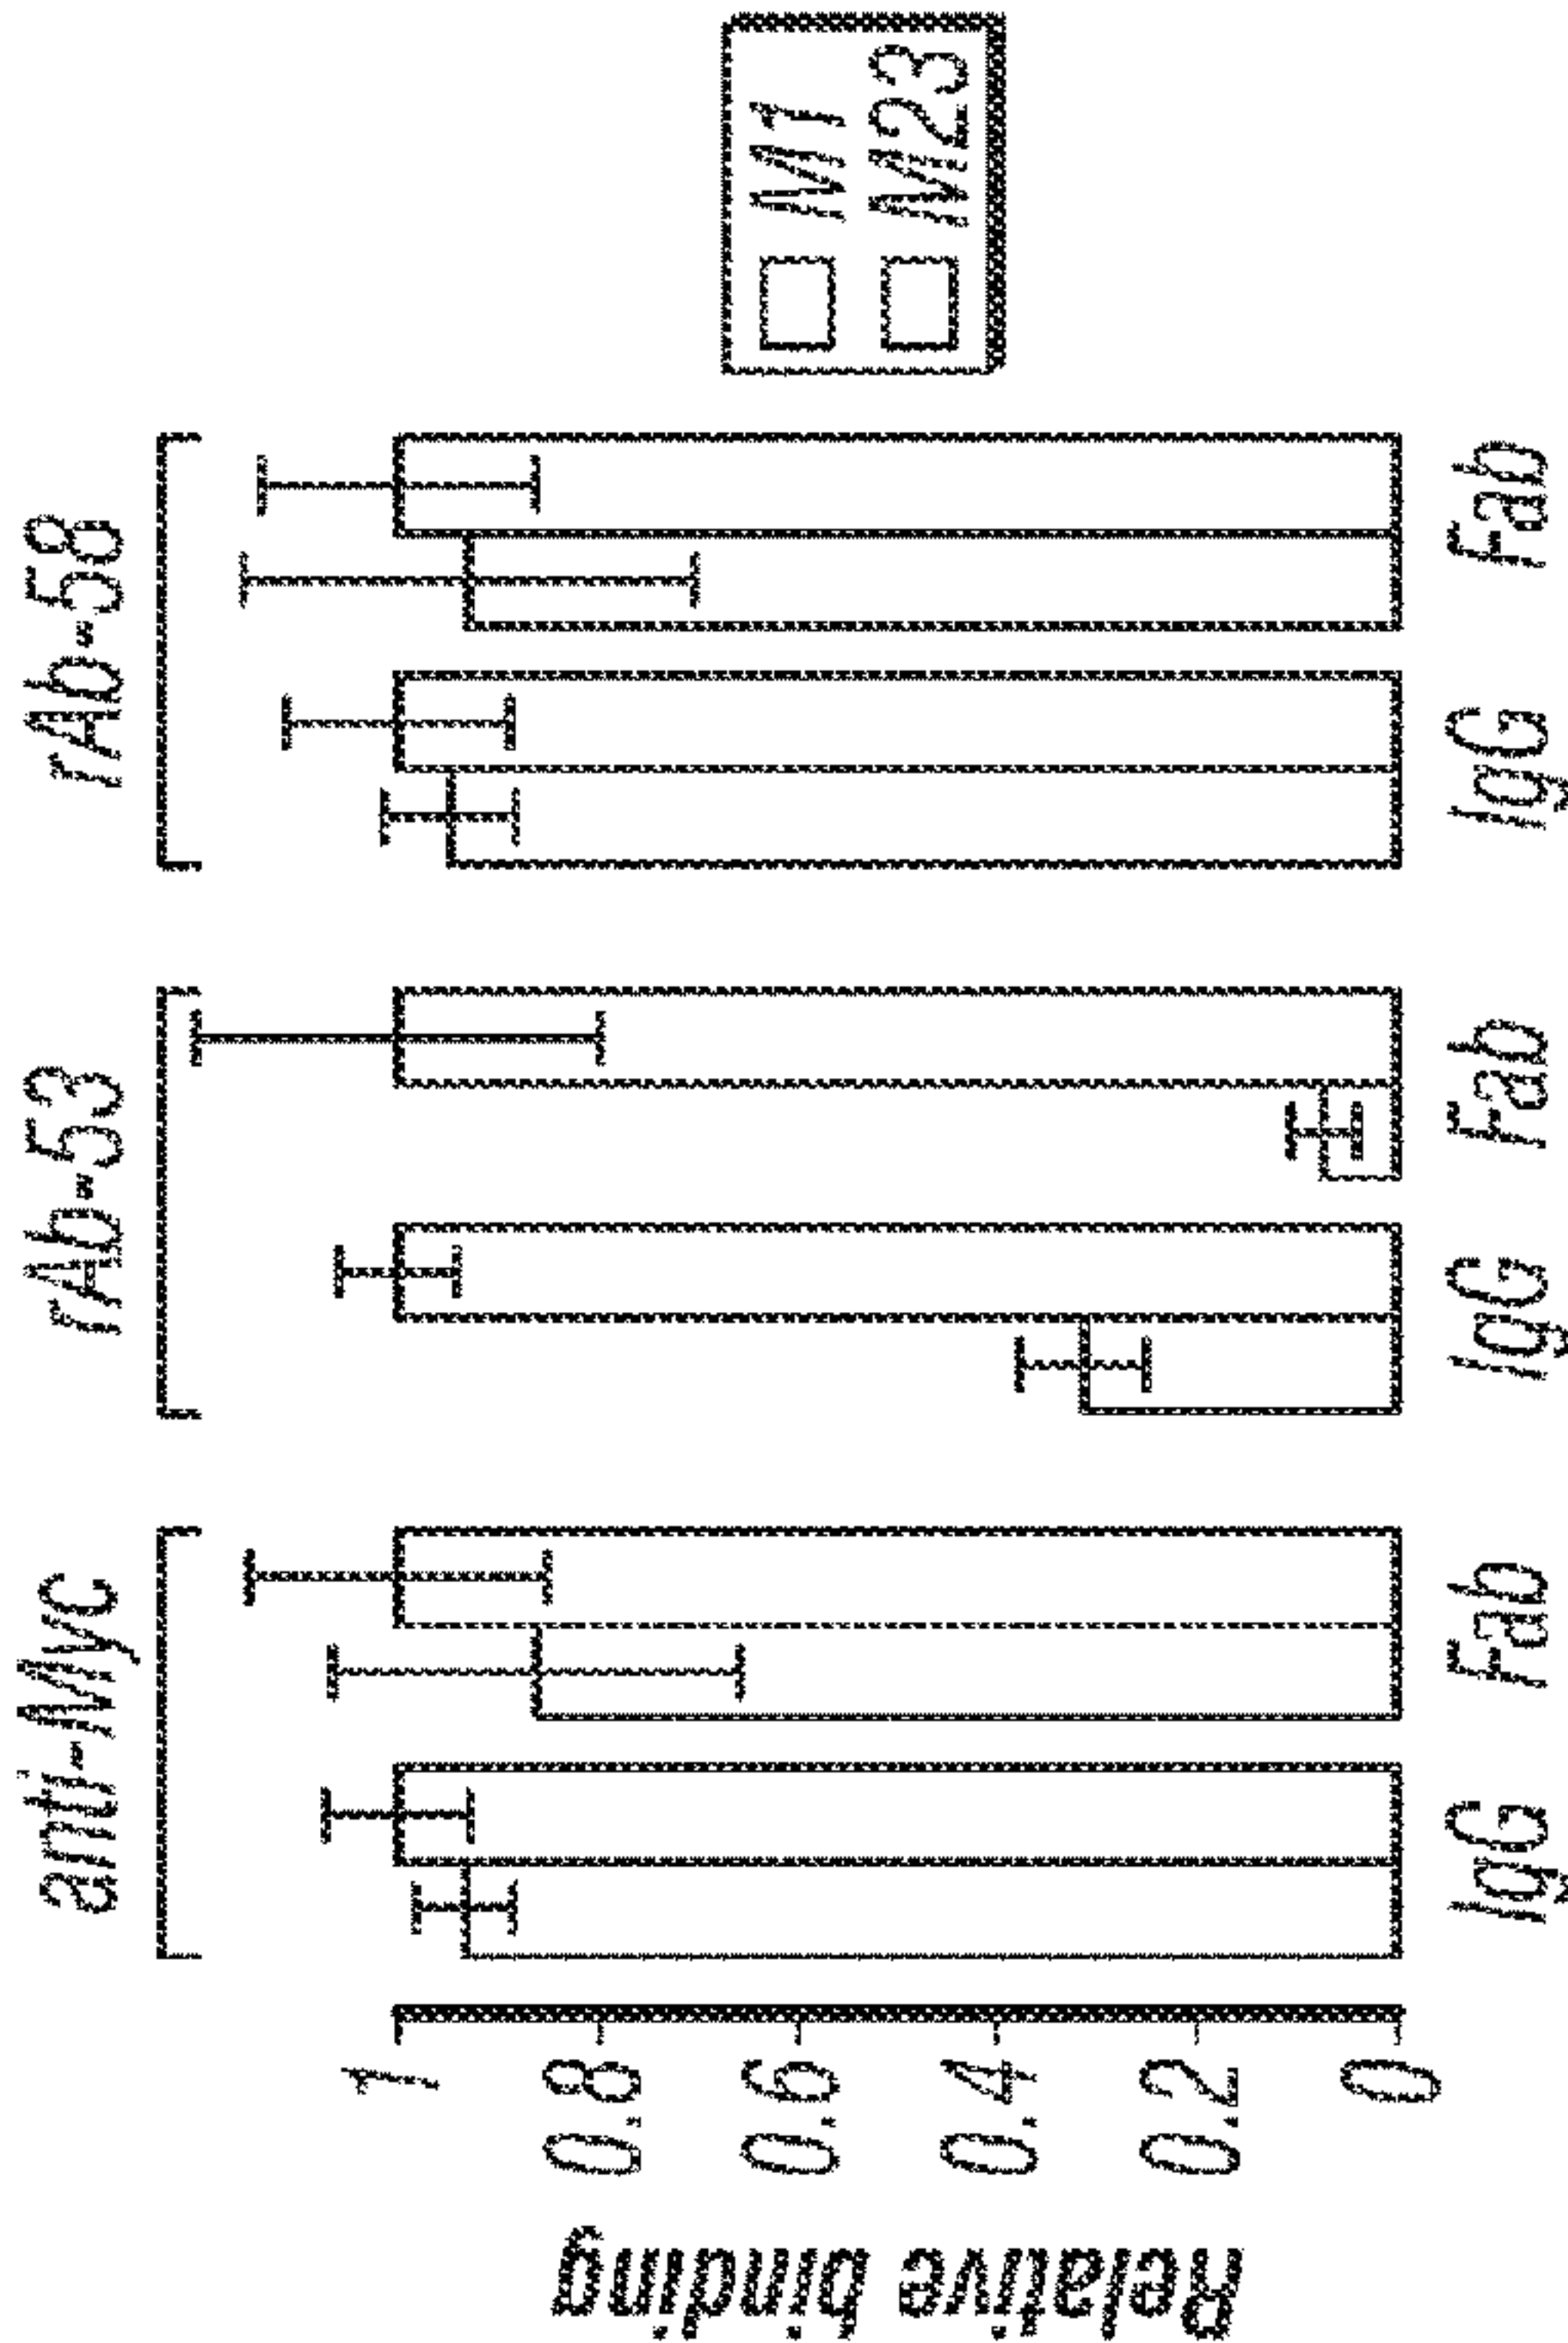 anti-Myc rAb-53 rAb-58
Relative binding
1
0.8
0.6
0.4
0.2
0
IgG Fab IgG Fab IgG Fab
M1
M23